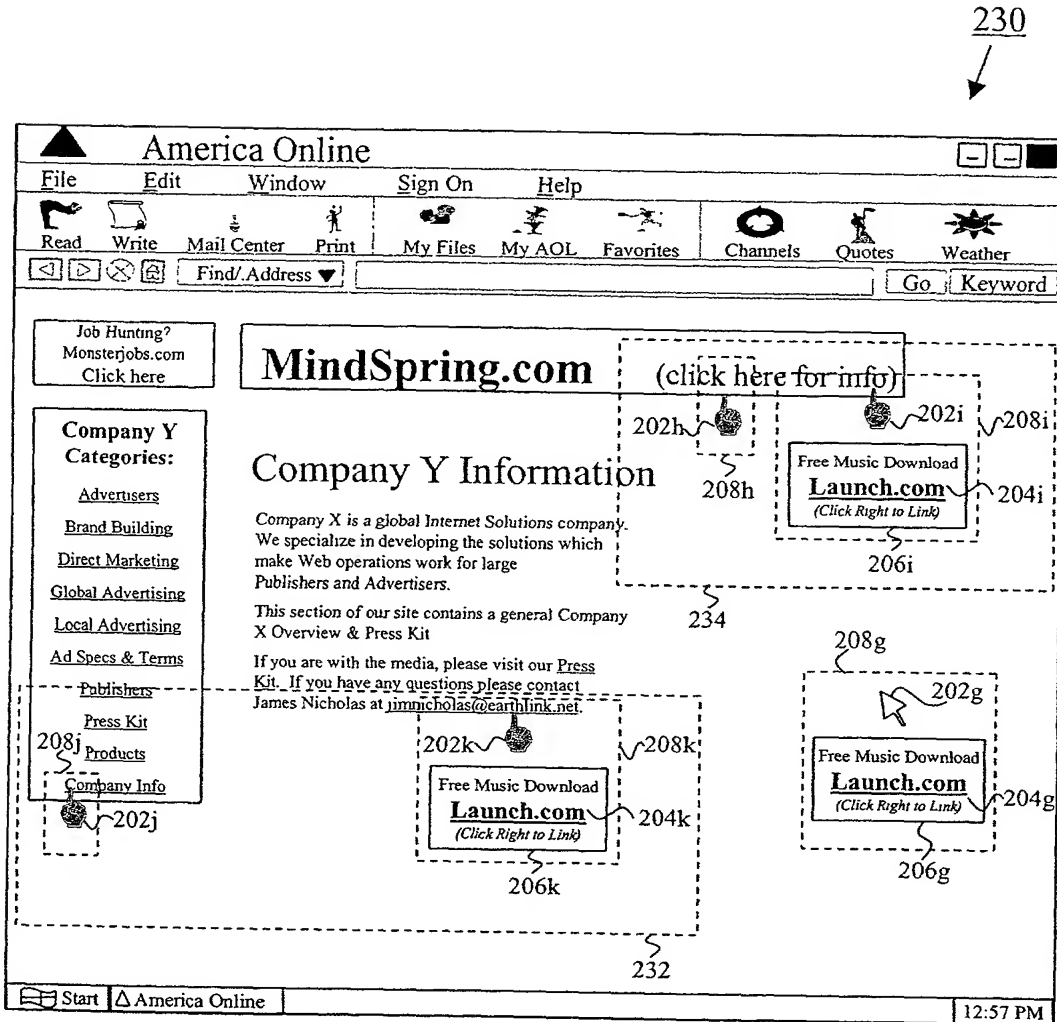 230
America Online
File Edit Window Sign On Help
Read Write Mail Center Print My Files My AOL Favorites Channels Quotes Weather
Find/.Address Go Keyword
Job Hunting?
Monsterjobs.com
Click here
MindSpring.com (click here for info)
202h 202i 208i
208h
Free Music Download
Launch.com 204i
(Click Right to Link)
206i
234
Company Y
Categories:
Advertisers
Brand Building
Direct Marketing
Global Advertising
Local Advertising
Ad Specs & Terms
Publishers
Press Kit
Products
Company Info
208j
202j
Company Y Information
Company X is a global Internet Solutions company.
We specialize in developing the solutions which
make Web operations work for large
Publishers and Advertisers.
This section of our site contains a general Company
X Overview & Press Kit
If you are with the media, please visit our Press
Kit. If you have any questions please contact
James Nicholas at jimnicholas@earthlink.net.
202k 208k
Free Music Download
Launch.com 204k
(Click Right to Link)
206k
232
208g
202g
Free Music Download
Launch.com 204g
(Click Right to Link)
206g
Start America Online 12:57 PM